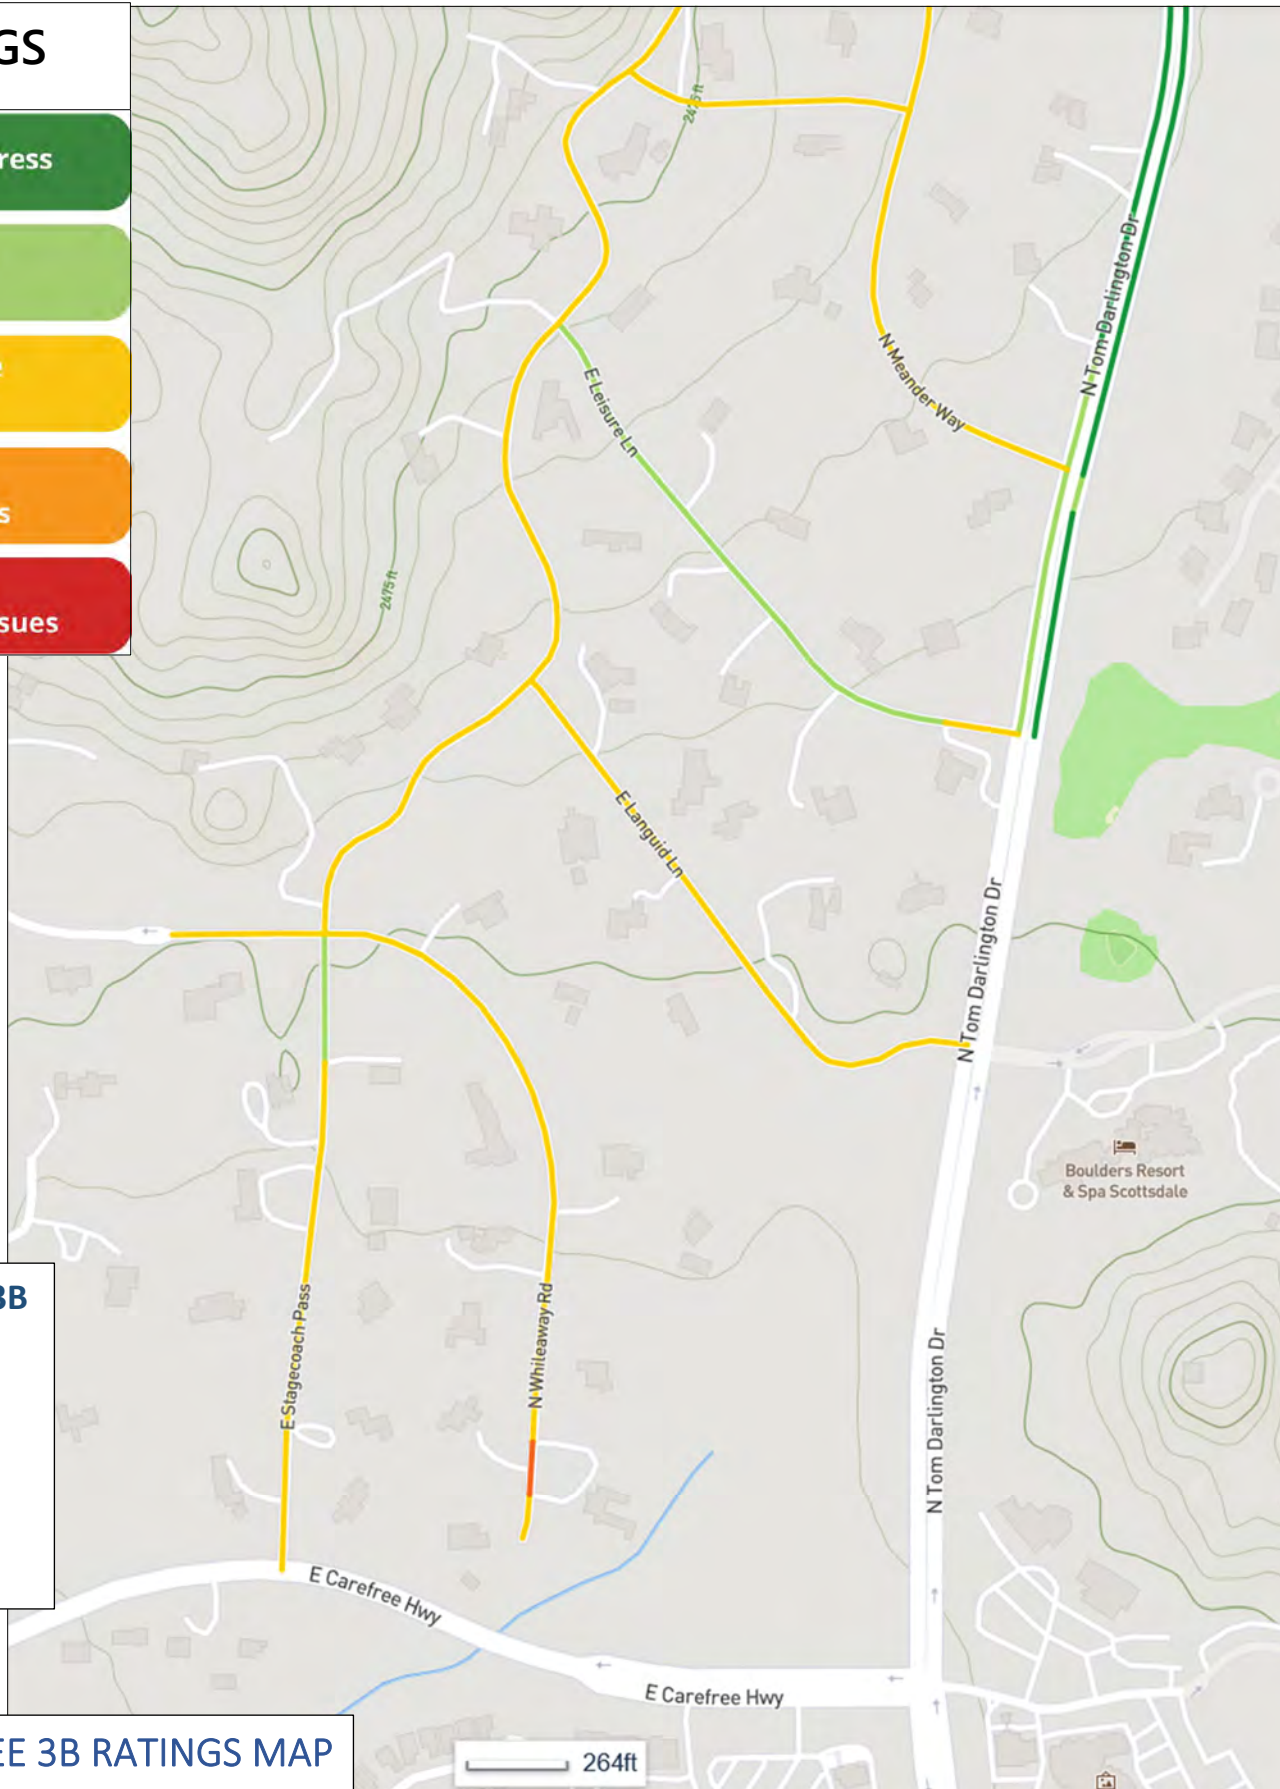 GS
ress
e
s
sues
2475 ft
N Tom Darlington Dr
N Meander Way
E Leisure Ln
2475 ft
E Languid Ln
N Tom Darlington Dr
Boulders Resort
& Spa Scottsdale
3B
E Stagecoach Pass
N Whileaway Rd
N Tom Darlington Dr
E Carefree Hwy
E Carefree Hwy
EE 3B RATINGS MAP
264ft